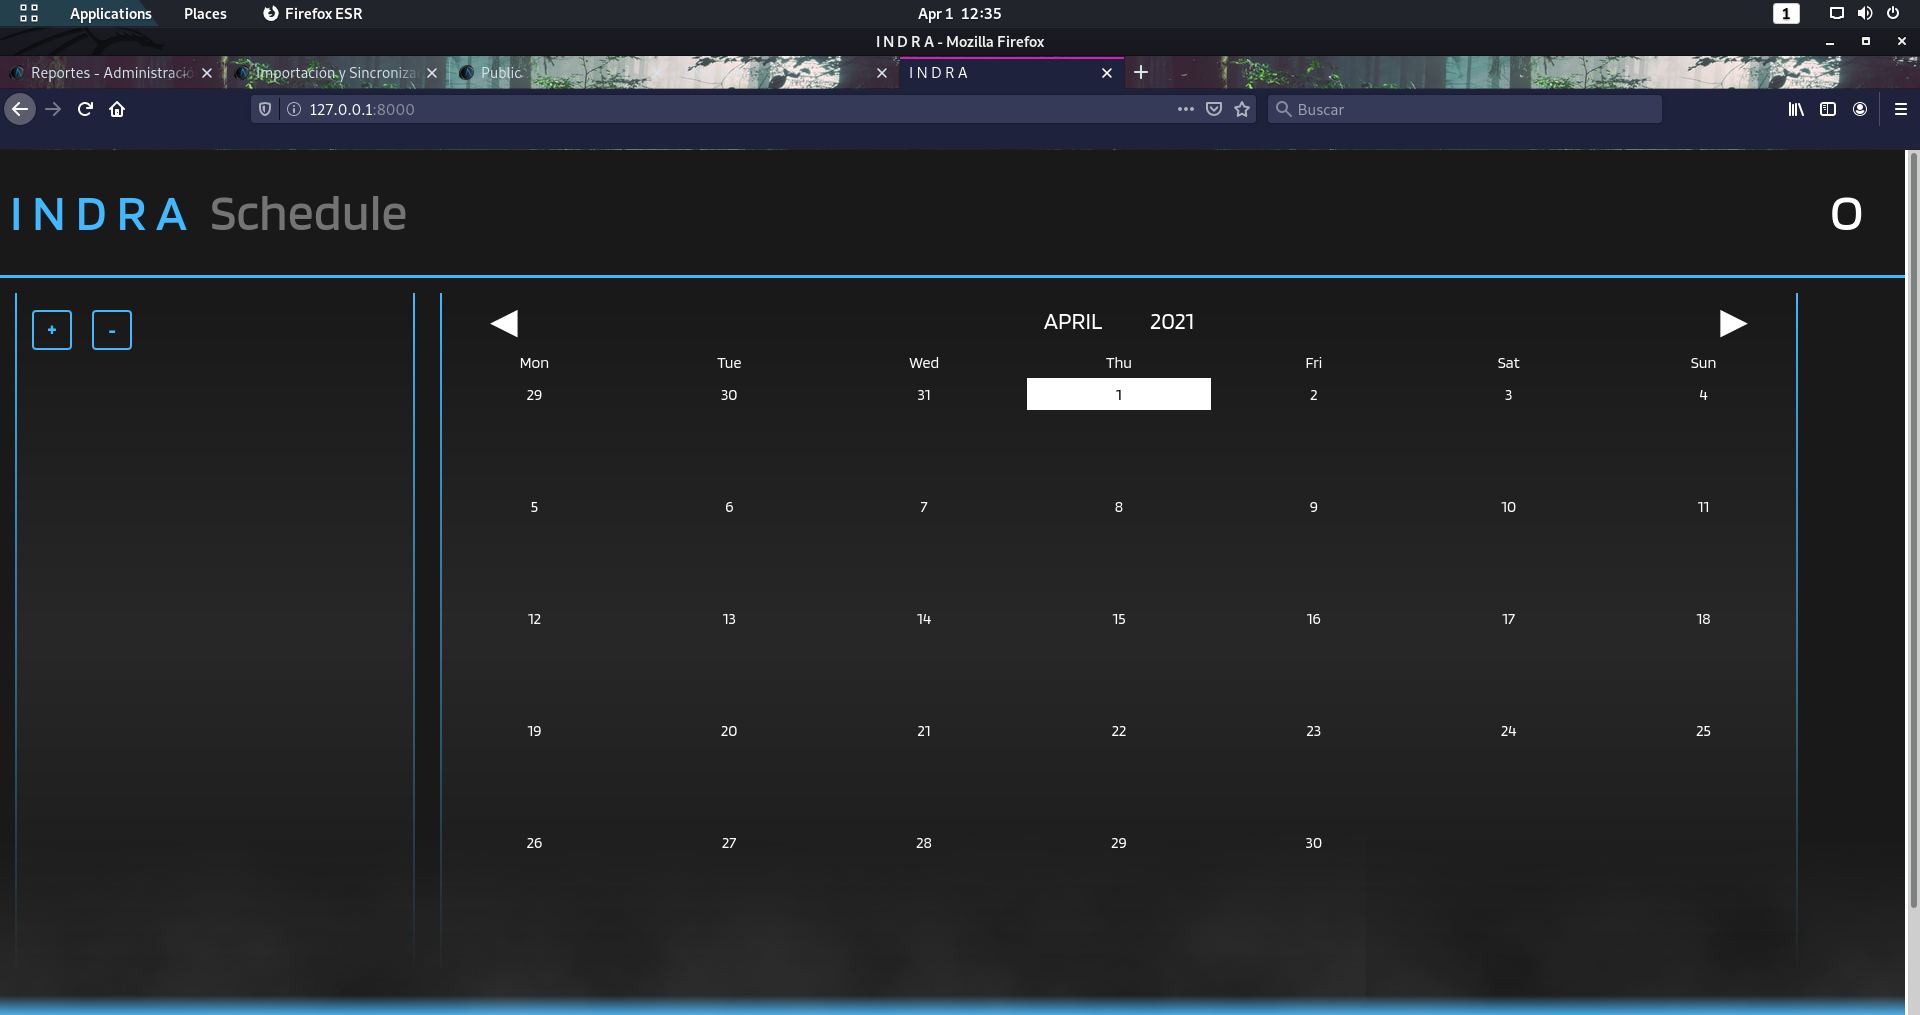 Applications Places Firefox ESR Apr 1 12:35 1
I N D R A - Mozilla Firefox
Reportes - Administració Importación y Sincroniza Public I N D R A
127.0.0.1:8000 Buscar
I N D R A Schedule O
+ -
◀ APRIL 2021 ▶
Mon Tue Wed Thu Fri Sat Sun
29 30 31 1 2 3 4
5 6 7 8 9 10 11
12 13 14 15 16 17 18
19 20 21 22 23 24 25
26 27 28 29 30